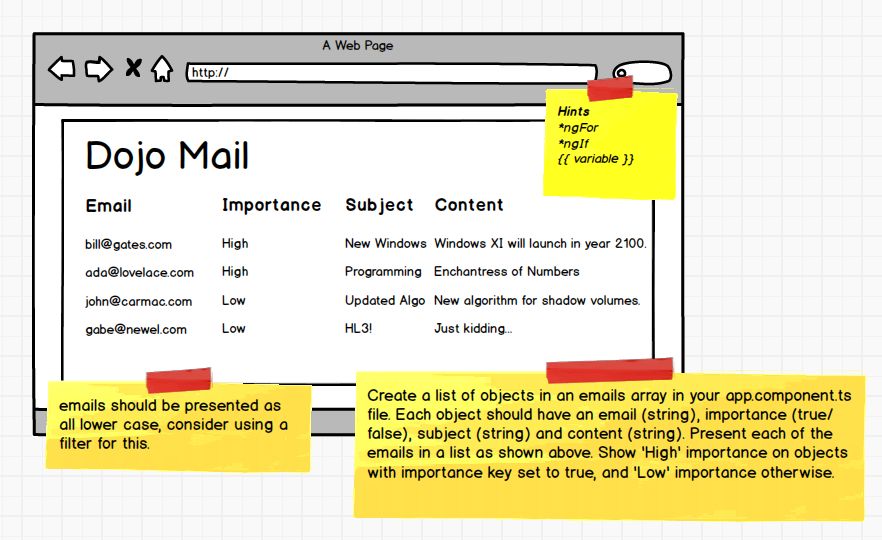 A Web Page
http://
Hints
*ngFor
*ngIf
{{ variable }}
Dojo Mail
Email Importance Subject Content
bill@gates.com High New Windows Windows XI will launch in year 2100.
ada@lovelace.com High Programming Enchantress of Numbers
john@carmac.com Low Updated Algo New algorithm for shadow volumes.
gabe@newel.com Low HL3! Just kidding...
emails should be presented as
all lower case, consider using a
filter for this.
Create a list of objects in an emails array in your app.component.ts
file. Each object should have an email (string), importance (true/
false), subject (string) and content (string). Present each of the
emails in a list as shown above. Show 'High' importance on objects
with importance key set to true, and 'Low' importance otherwise.